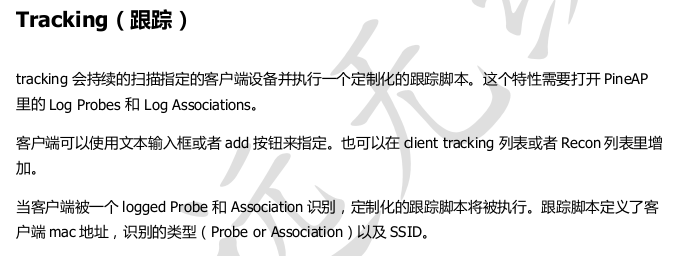 Tracking（跟踪）
tracking 会持续的扫描指定的客户端设备并执行一个定制化的跟踪脚本。这个特性需要打开 PineAP
里的 Log Probes 和 Log Associations。
客户端可以使用文本输入框或者 add 按钮来指定。也可以在 client tracking 列表或者 Recon 列表里增
加。
当客户端被一个 logged Probe 和 Association 识别，定制化的跟踪脚本将被执行。跟踪脚本定义了客
户端 mac 地址，识别的类型（Probe or Association）以及 SSID。